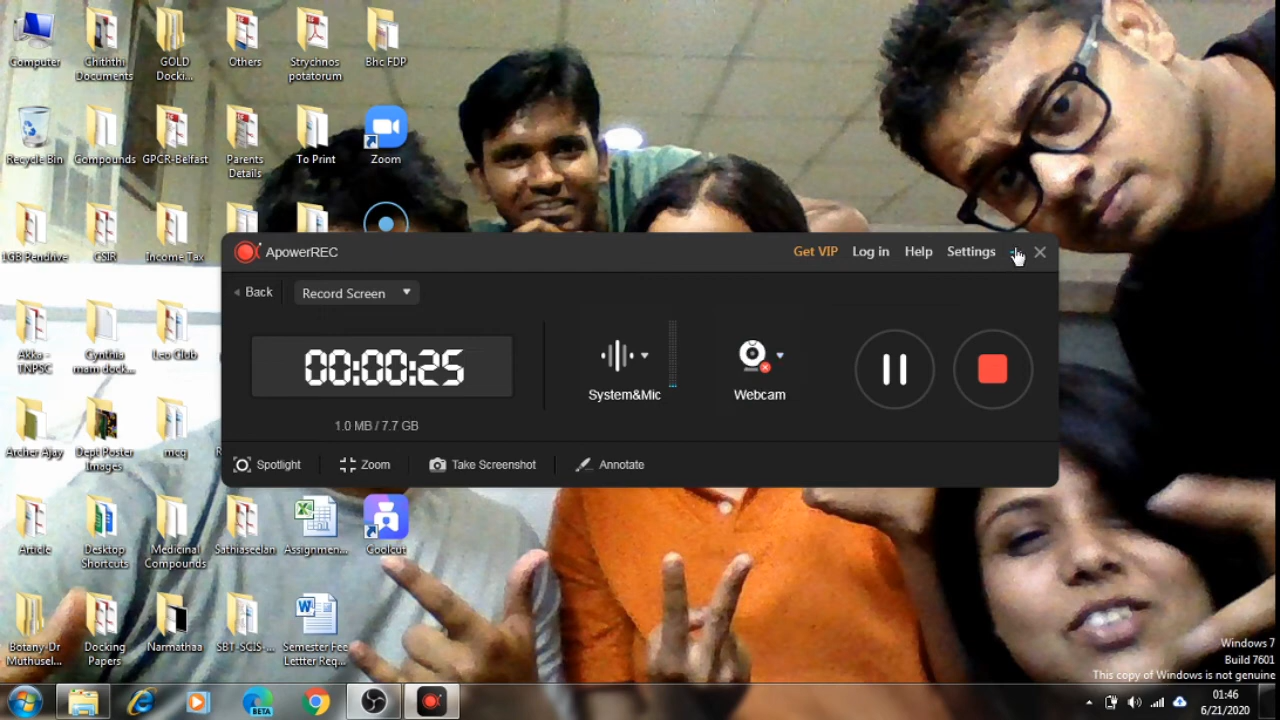 Computer
Chiththi
Documents
GOLD
Docki...
Others
Strychnos
potatorum
Bhc FDP
Recycle Bin
Compounds
GPCR-Belfast
Parents
Details
To Print
Zoom
1GB Pendrive
CSIR
Income Tax
ApowerREC
Get VIP
Log in
Help
Settings
Back
Record Screen
00:00:25
System&Mic
Webcam
1.0 MB / 7.7 GB
Spotlight
Zoom
Take Screenshot
Annotate
Akka -
TNPSC
Cynthia
mam dock...
Leo Club
Archer Ajay
Dept Poster
Images
mcq
Article
Desktop
Shortcuts
Medicinal
Compounds
Sathiaseelan
Assignmen...
Coolcut
Botany-Dr
Muthusel...
Docking
Papers
Narmathaa
SBT-SCIS-...
Semester Fee
Lettter Req...
Windows 7
Build 7601
This copy of Windows is not genuine
BETA
01:46
6/21/2020